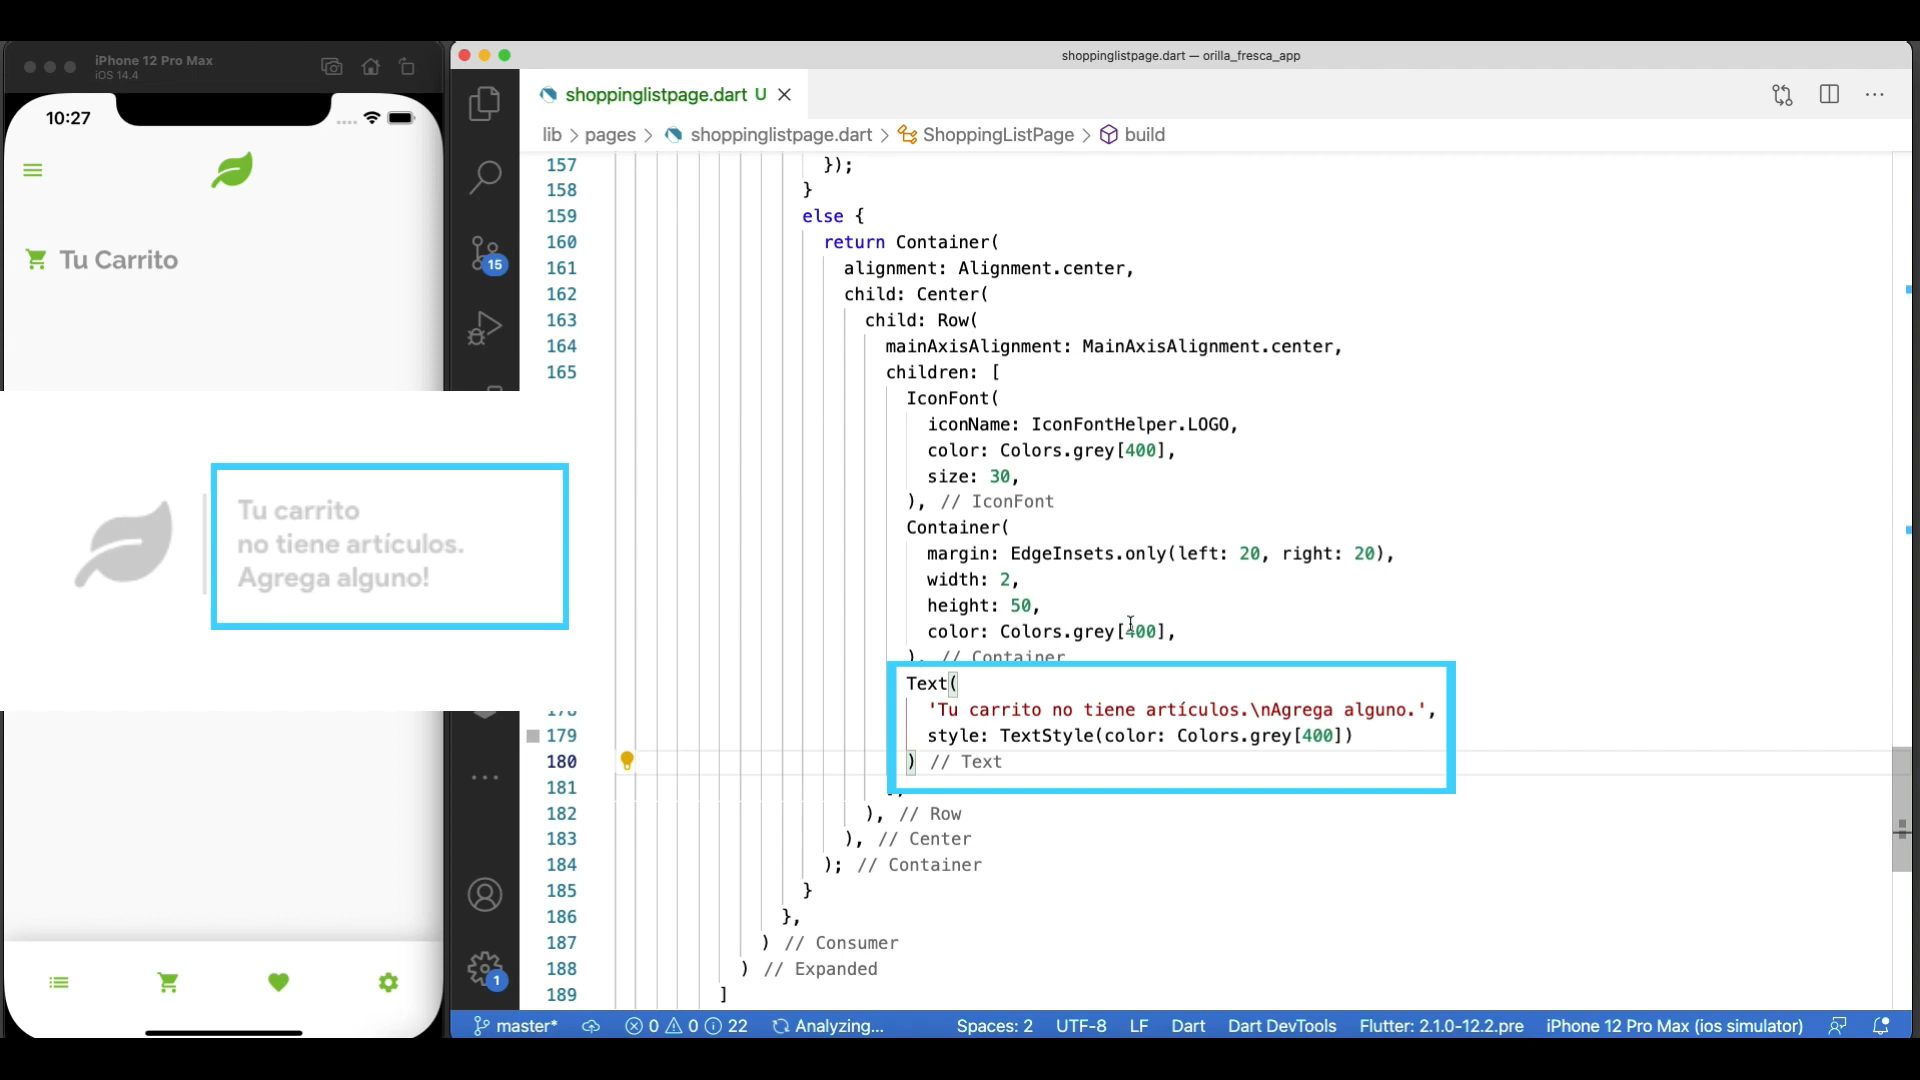 iPhone 12 Pro Max
iOS 14.4
10:27
Tu Carrito
Tu carrito
no tiene artículos.
Agrega alguno!
shoppinglistpage.dart — orilla_fresca_app
shoppinglistpage.dart U
lib > pages > shoppinglistpage.dart > ShoppingListPage > build
15
1
157 });
158 }
159 else {
160 return Container(
161 alignment: Alignment.center,
162 child: Center(
163 child: Row(
164 mainAxisAlignment: MainAxisAlignment.center,
165 children: [
IconFont(
iconName: IconFontHelper.LOGO,
color: Colors.grey[400],
size: 30,
), // IconFont
Container(
margin: EdgeInsets.only(left: 20, right: 20),
width: 2,
height: 50,
color: Colors.grey[400],
), // Container
Text(
178 'Tu carrito no tiene artículos.\nAgrega alguno.',
179 style: TextStyle(color: Colors.grey[400])
180 ) // Text
181
182 ), // Row
183 ), // Center
184 ); // Container
185 }
186 },
187 ) // Consumer
188 ) // Expanded
189 ]
master* 0 0 22 Analyzing... Spaces: 2 UTF-8 LF Dart Dart DevTools Flutter: 2.1.0-12.2.pre iPhone 12 Pro Max (ios simulator)